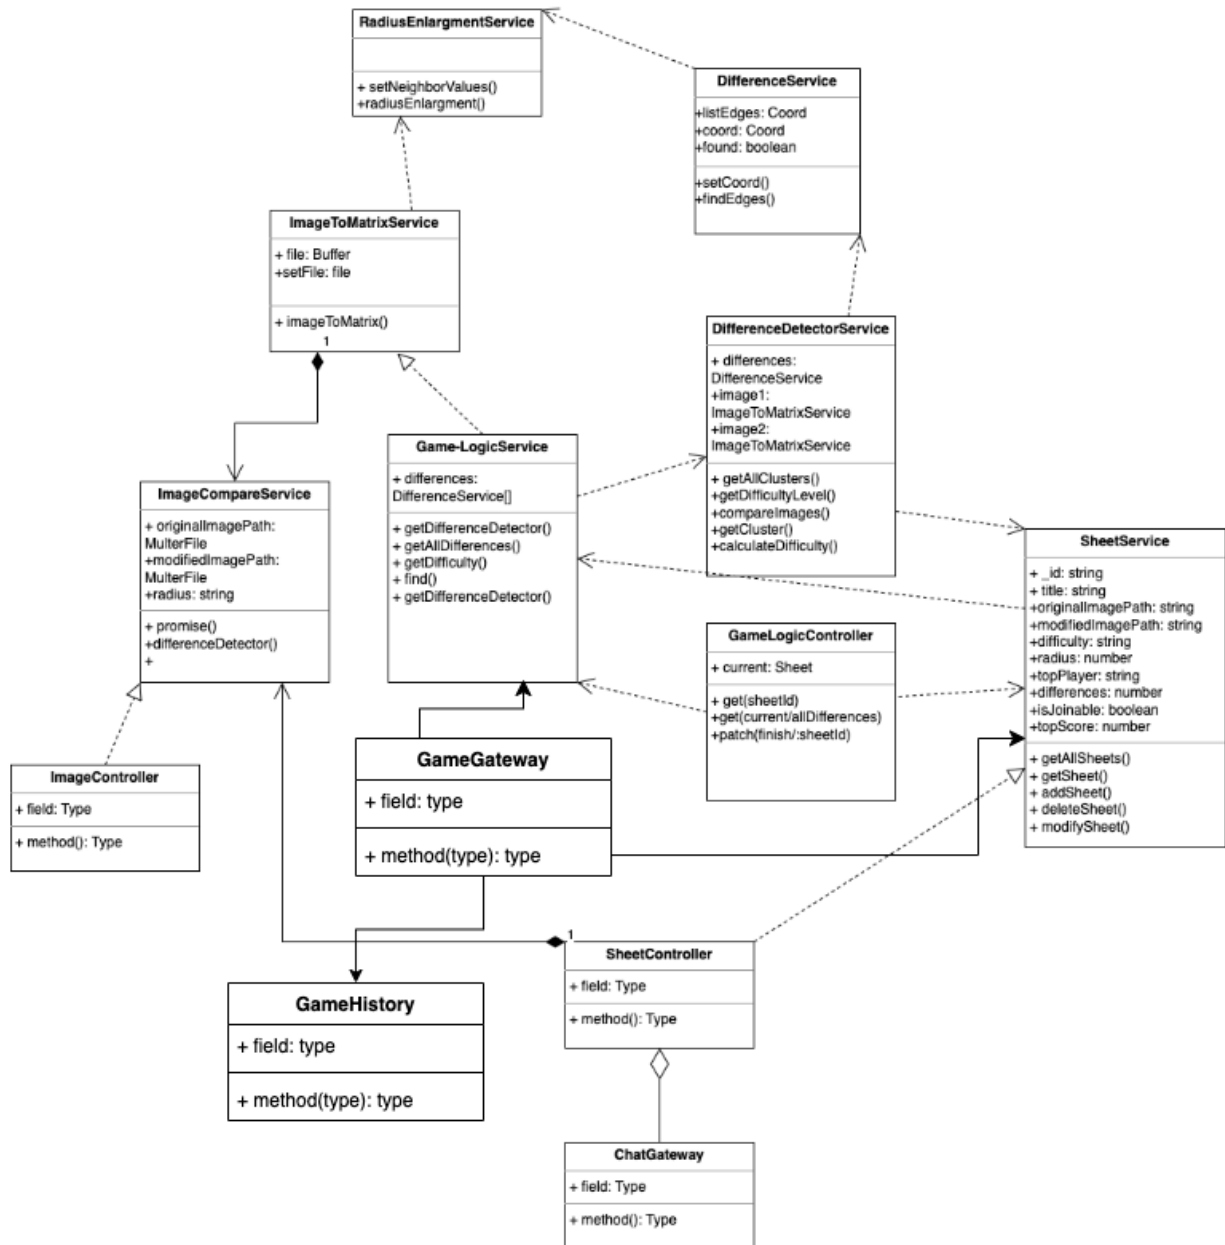 RadiusEnlargmentService
+ setNeighborValues()
+radiusEnlargment()
DifferenceService
+listEdges: Coord
+coord: Coord
+found: boolean
+setCoord()
+findEdges()
ImageToMatrixService
+ file: Buffer
+setFile: file
+ imageToMatrix()
1
DifferenceDetectorService
+ differences:
DifferenceService
+image1:
ImageToMatrixService
+image2:
ImageToMatrixService
+ getAllClusters()
+getDifficultyLevel()
+compareImages()
+getCluster()
+calculateDifficulty()
Game-LogicService
+ differences:
DifferenceService[]
+ getDifferenceDetector()
+ getAllDifferences()
+ getDifficulty()
+ find()
+ getDifferenceDetector()
ImageCompareService
+ originalImagePath:
MulterFile
+modifiedImagePath:
MulterFile
+radius: string
+ promise()
+differenceDetector()
+
SheetService
+ _id: string
+ title: string
+originalImagePath: string
+modifiedImagePath: string
+difficulty: string
+radius: number
+topPlayer: string
+differences: number
+isJoinable: boolean
+topScore: number
+ getAllSheets()
+ getSheet()
+ addSheet()
+ deleteSheet()
+ modifySheet()
GameLogicController
+ current: Sheet
+ get(sheetId)
+get(current/allDifferences)
+patch(finish/:sheetId)
ImageController
+ field: Type
+ method(): Type
GameGateway
+ field: type
+ method(type): type
1
SheetController
+ field: Type
+ method(): Type
GameHistory
+ field: type
+ method(type): type
ChatGateway
+ field: Type
+ method(): Type